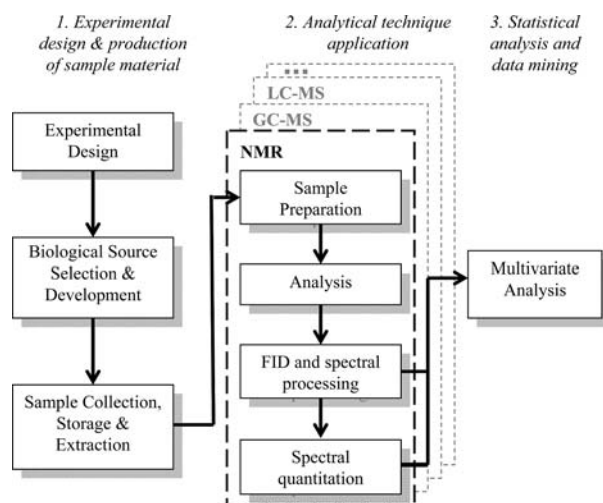 1. Experimental
design & production
of sample material
2. Analytical technique
application
3. Statistical
analysis and
data mining
...
LC-MS
GC-MS
NMR
Experimental
Design
Biological Source
Selection &
Development
Sample Collection,
Storage &
Extraction
Sample
Preparation
Analysis
FID and spectral
processing
Spectral
quantitation
Multivariate
Analysis